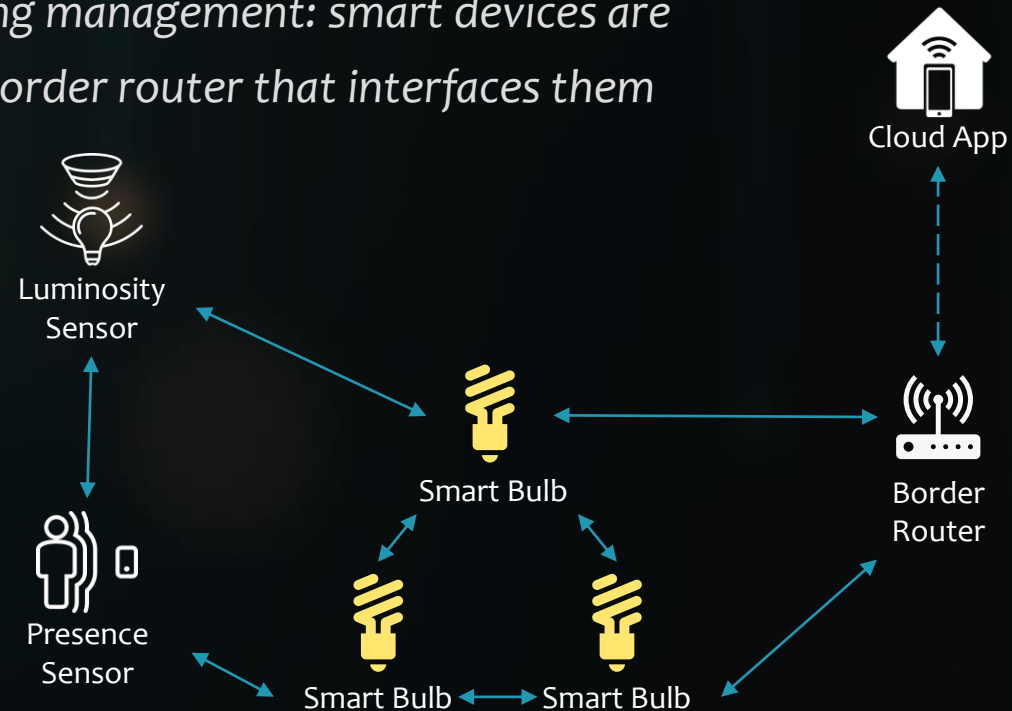 management: smart devices are
order router that interfaces them
Cloud App
Luminosity
Sensor
Smart Bulb
Border
Router
Presence
Sensor
Smart Bulb
Smart Bulb